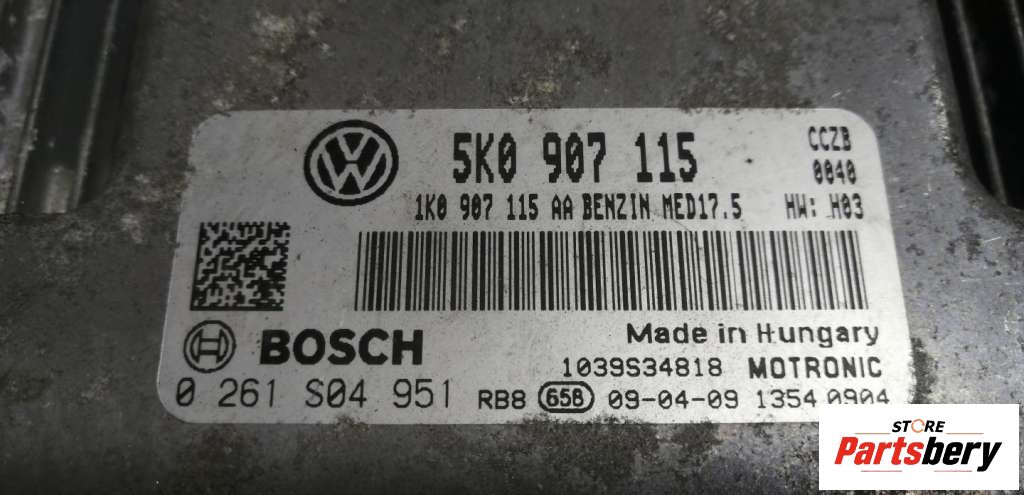 5K0 907 115
CCZB
0040
1K0 907 115 AA BENZIN MED17.5 HW: H03
BOSCH
Made in Hungary
1039S34818 MOTRONIC
0 261 S04 951 RB8 658 09-04-09 1354 0904
STORE
Partsbery